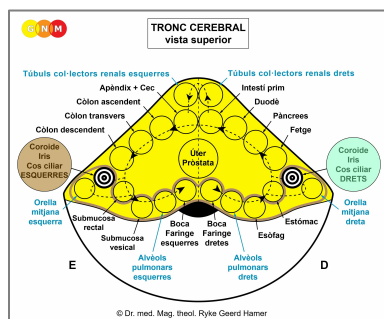 GNM
TRONC CEREBRAL
vista superior
Túbuls col·lectors renals esquerres
Túbuls col·lectors renals drets
Apèndix + Cec
Intestí prim
Còlon ascendent
Duodè
Còlon transvers
Pàncrees
Còlon descendent
Fetge
Coroide
Iris
Cos ciliar
ESQUERRES
Úter
Pròstata
Coroide
Iris
Cos ciliar
DRETS
Orella
mitjana
esquerra
Submucosa
rectal
Submucosa
vesical
Boca
Faringe
esquerres
Boca
Faringe
dretes
Estómac
Esòfag
Orella
mitjana
dreta
Alvèols
pulmonars
esquerres
Alvèols
pulmonars
drets
E
D
© Dr. med. Mag. theol. Ryke Geerd Hamer